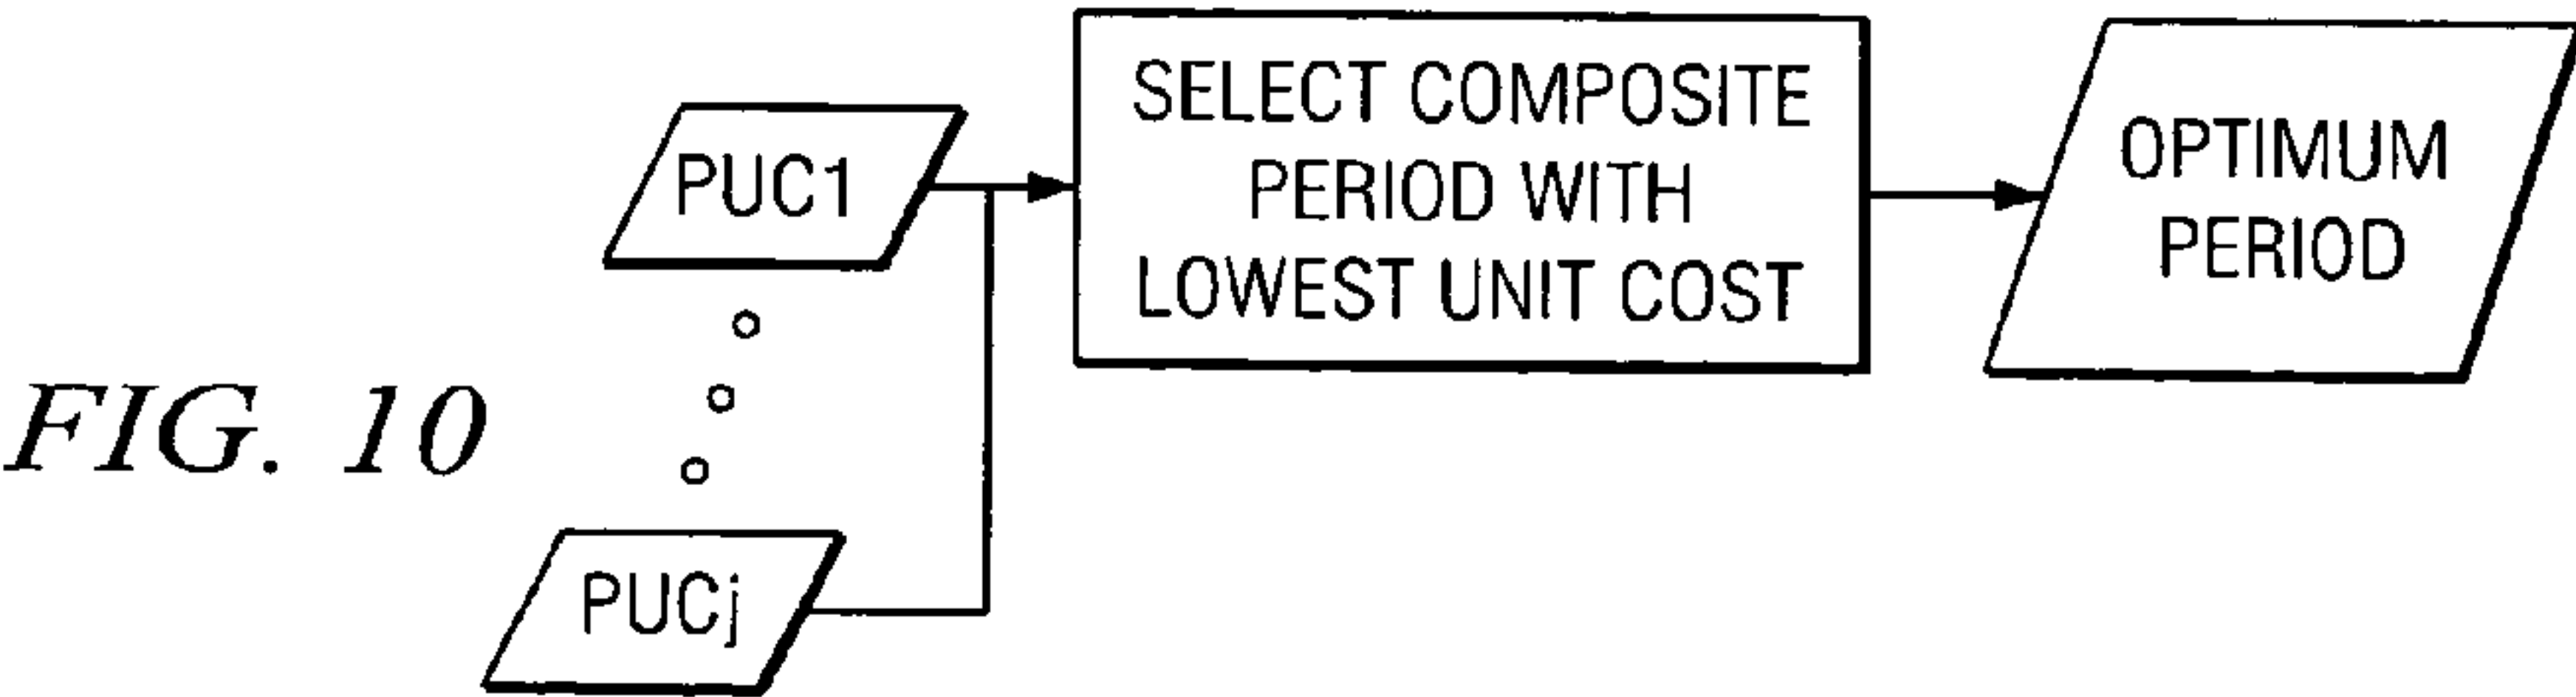 PUC1
SELECT COMPOSITE
PERIOD WITH
LOWEST UNIT COST
OPTIMUM
PERIOD
FIG. 10
PUCj